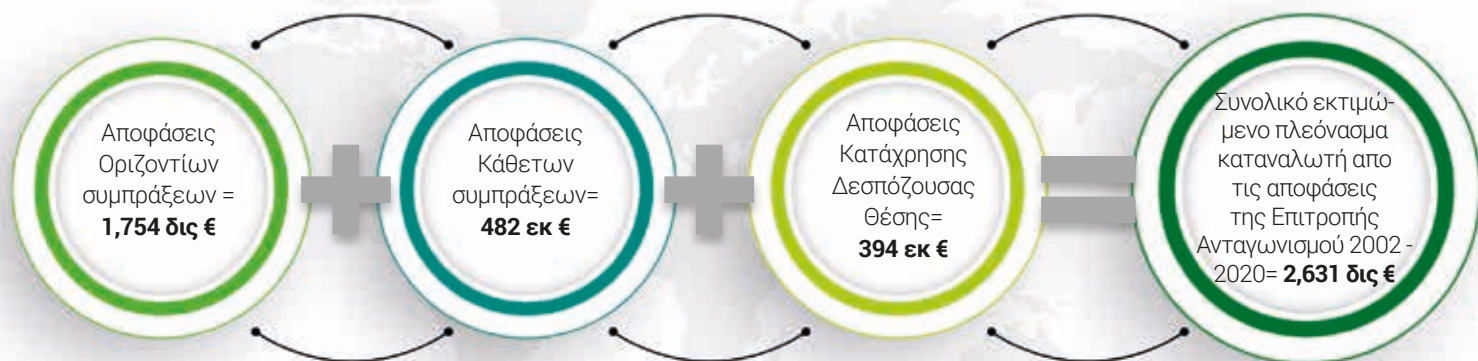 Αποφάσεις
Οριζοντίων
συμπράξεων =
1,754 δις €
Αποφάσεις
Κάθετων
συμπράξεων=
482 εκ €
Αποφάσεις
Κατάχρησης
Δεσπόζουσας
Θέσης=
394 εκ €
Συνολικό εκτιμώ-
μενο πλεόνασμα
καταναλωτή απο
τις αποφάσεις
της Επιτροπής
Ανταγωνισμού 2002 -
2020= 2,631 δις €